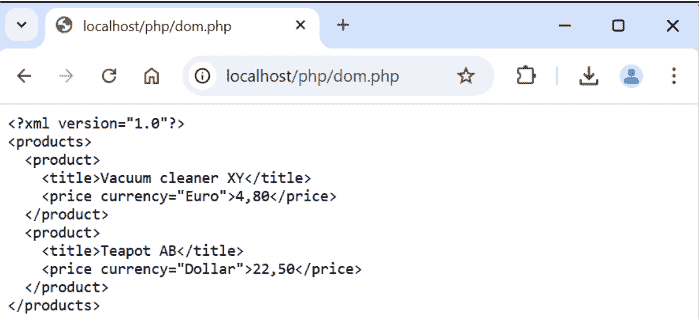 localhost/php/dom.php
localhost/php/dom.php
<?xml version="1.0"?>
<products>
  <product>
    <title>Vacuum cleaner XY</title>
    <price currency="Euro">4,80</price>
  </product>
  <product>
    <title>Teapot AB</title>
    <price currency="Dollar">22,50</price>
  </product>
</products>